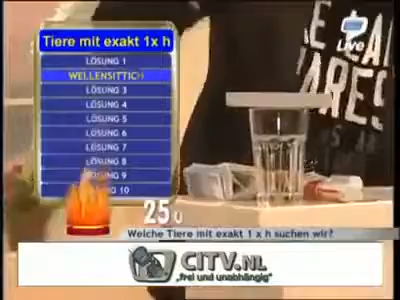 Tiere mit exakt 1x h
LÖSUNG 1
WELLENSITTICH
LÖSUNG 3
LÖSUNG 4
LÖSUNG 5
LÖSUNG 6
LÖSUNG 7
LÖSUNG 8
LÖSUNG 9
10
Live
ARES
25
Welche Tiere mit exakt 1 x h suchen wir?
CITV.NL
„frei und unabhängig"